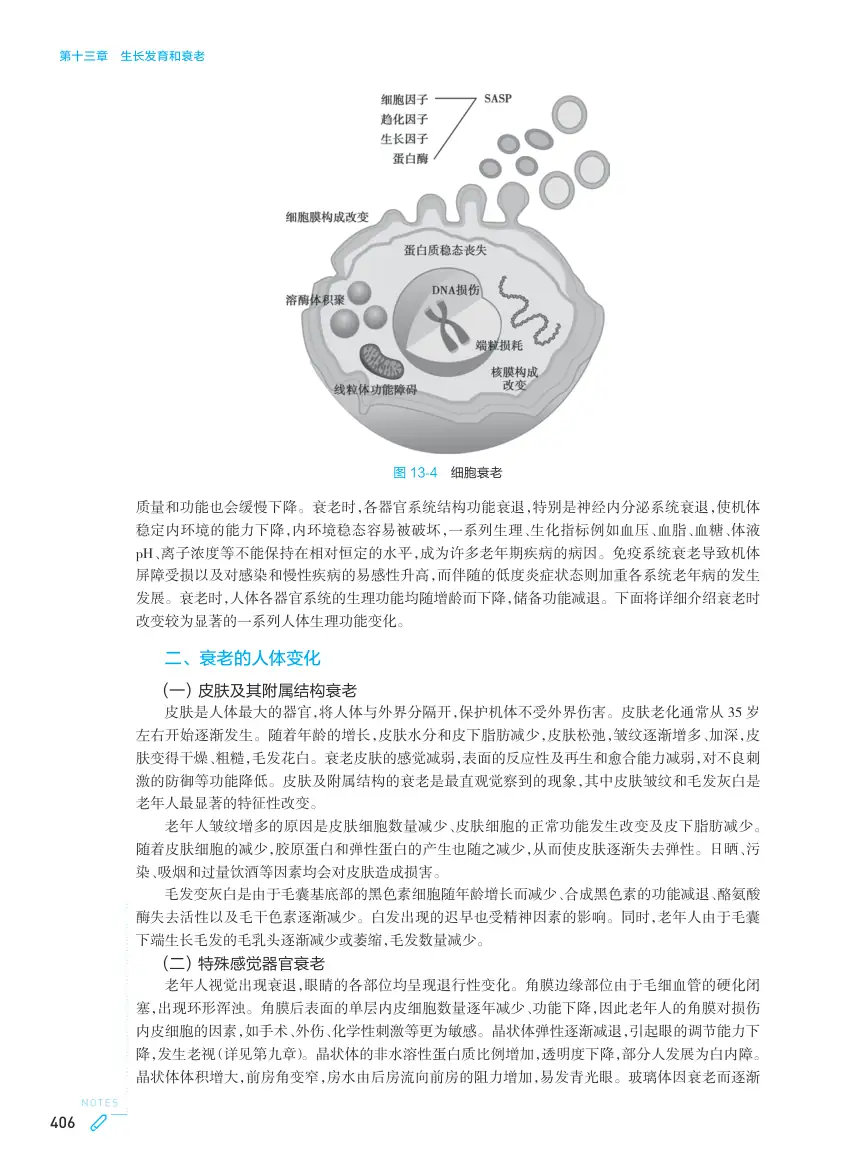 第十三章 生长发育和衰老
细胞因子
SASP
趋化因子
生长因子
蛋白酶
细胞膜构成改变
蛋白质稳态丧失
DNA损伤
溶酶体积聚
端粒损耗
核膜构成
改变
线粒体功能障碍
图 13-4 细胞衰老
质量和功能也会缓慢下降。衰老时,各器官系统结构功能衰退,特别是神经内分泌系统衰退,使机体
稳定内环境的能力下降,内环境稳态容易被破坏,一系列生理、生化指标例如血压、血脂、血糖、体液
pH、离子浓度等不能保持在相对恒定的水平,成为许多老年期疾病的病因。免疫系统衰老导致机体
屏障受损以及对感染和慢性疾病的易感性升高,而伴随的低度炎症状态则加重各系统老年病的发生
发展。衰老时,人体各器官系统的生理功能均随增龄而下降,储备功能减退。下面将详细介绍衰老时
改变较为显著的一系列人体生理功能变化。
二、衰老的人体变化
(一)皮肤及其附属结构衰老
皮肤是人体最大的器官,将人体与外界分隔开,保护机体不受外界伤害。皮肤老化通常从 35 岁
左右开始逐渐发生。随着年龄的增长,皮肤水分和皮下脂肪减少,皮肤松弛,皱纹逐渐增多、加深,皮
肤变得干燥、粗糙,毛发花白。衰老皮肤的感觉减弱,表面的反应性及再生和愈合能力减弱,对不良刺
激的防御等功能降低。皮肤及附属结构的衰老是最直观觉察到的现象,其中皮肤皱纹和毛发灰白是
老年人最显著的特征性改变。
老年人皱纹增多的原因是皮肤细胞数量减少、皮肤细胞的正常功能发生改变及皮下脂肪减少。
随着皮肤细胞的减少,胶原蛋白和弹性蛋白的产生也随之减少,从而使皮肤逐渐失去弹性。日晒、污
染、吸烟和过量饮酒等因素均会对皮肤造成损害。
毛发变灰白是由于毛囊基底部的黑色素细胞随年龄增长而减少、合成黑色素的功能减退、酪氨酸
酶失去活性以及毛干色素逐渐减少。白发出现的迟早也受精神因素的影响。同时,老年人由于毛囊
下端生长毛发的毛乳头逐渐减少或萎缩,毛发数量减少。
(二)特殊感觉器官衰老
老年人视觉出现衰退,眼睛的各部位均呈现退行性变化。角膜边缘部位由于毛细血管的硬化闭
塞,出现环形浑浊。角膜后表面的单层内皮细胞数量逐年减少、功能下降,因此老年人的角膜对损伤
内皮细胞的因素,如手术、外伤、化学性刺激等更为敏感。晶状体弹性逐渐减退,引起眼的调节能力下
降,发生老视(详见第九章)。晶状体的非水溶性蛋白质比例增加,透明度下降,部分人发展为白内障。
晶状体体积增大,前房角变窄,房水由后房流向前房的阻力增加,易发青光眼。玻璃体因衰老而逐渐
NOTES
406